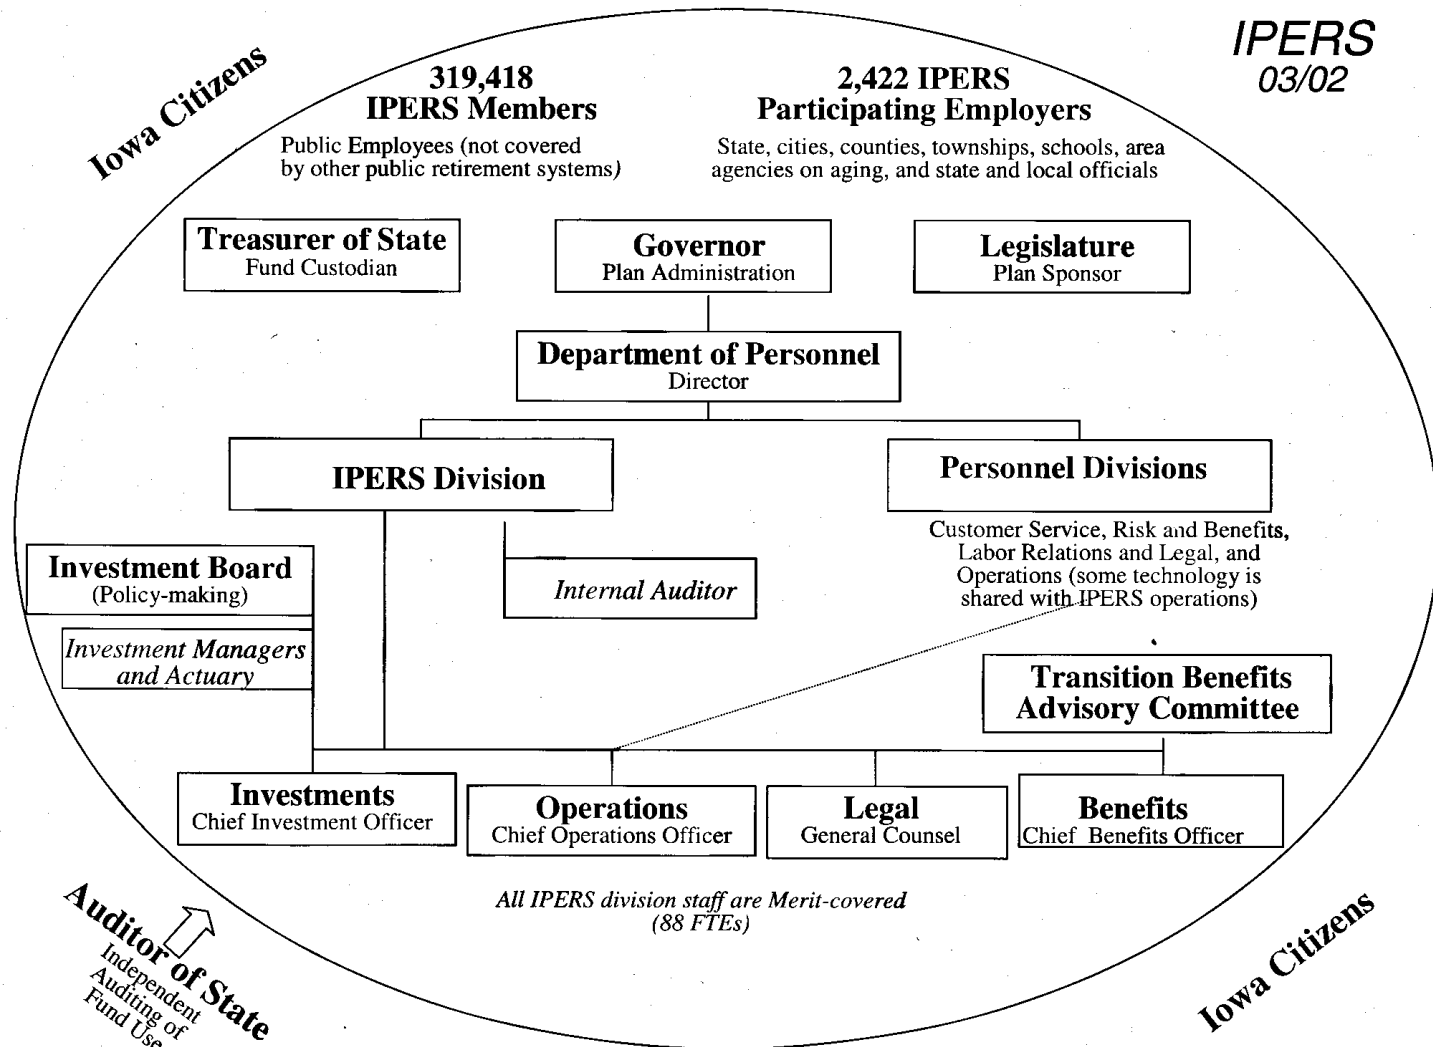 IPERS
03/02
Iowa Citizens
319,418
IPERS Members
Public Employees (not covered
by other public retirement systems)
2,422 IPERS
Participating Employers
State, cities, counties, townships, schools, area
agencies on aging, and state and local officials
Treasurer of State
Fund Custodian
Governor
Plan Administration
Legislature
Plan Sponsor
Department of Personnel
Director
IPERS Division
Personnel Divisions
Customer Service, Risk and Benefits,
Labor Relations and Legal, and
Operations (some technology is
shared with IPERS operations)
Investment Board
(Policy-making)
Internal Auditor
Investment Managers
and Actuary
Transition Benefits
Advisory Committee
Investments
Chief Investment Officer
Operations
Chief Operations Officer
Legal
General Counsel
Benefits
Chief Benefits Officer
All IPERS division staff are Merit-covered
(88 FTEs)
Auditor of State
Independent
Auditing of
Fund Use
Iowa Citizens